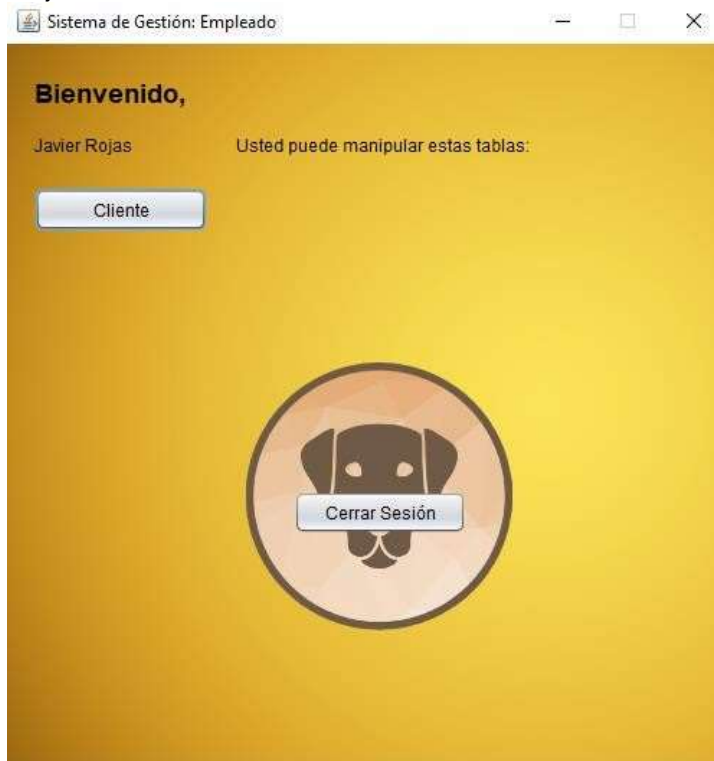 Sistema de Gestión: Empleado
Bienvenido,
Javier Rojas Usted puede manipular estas tablas:
Cliente
Cerrar Sesión